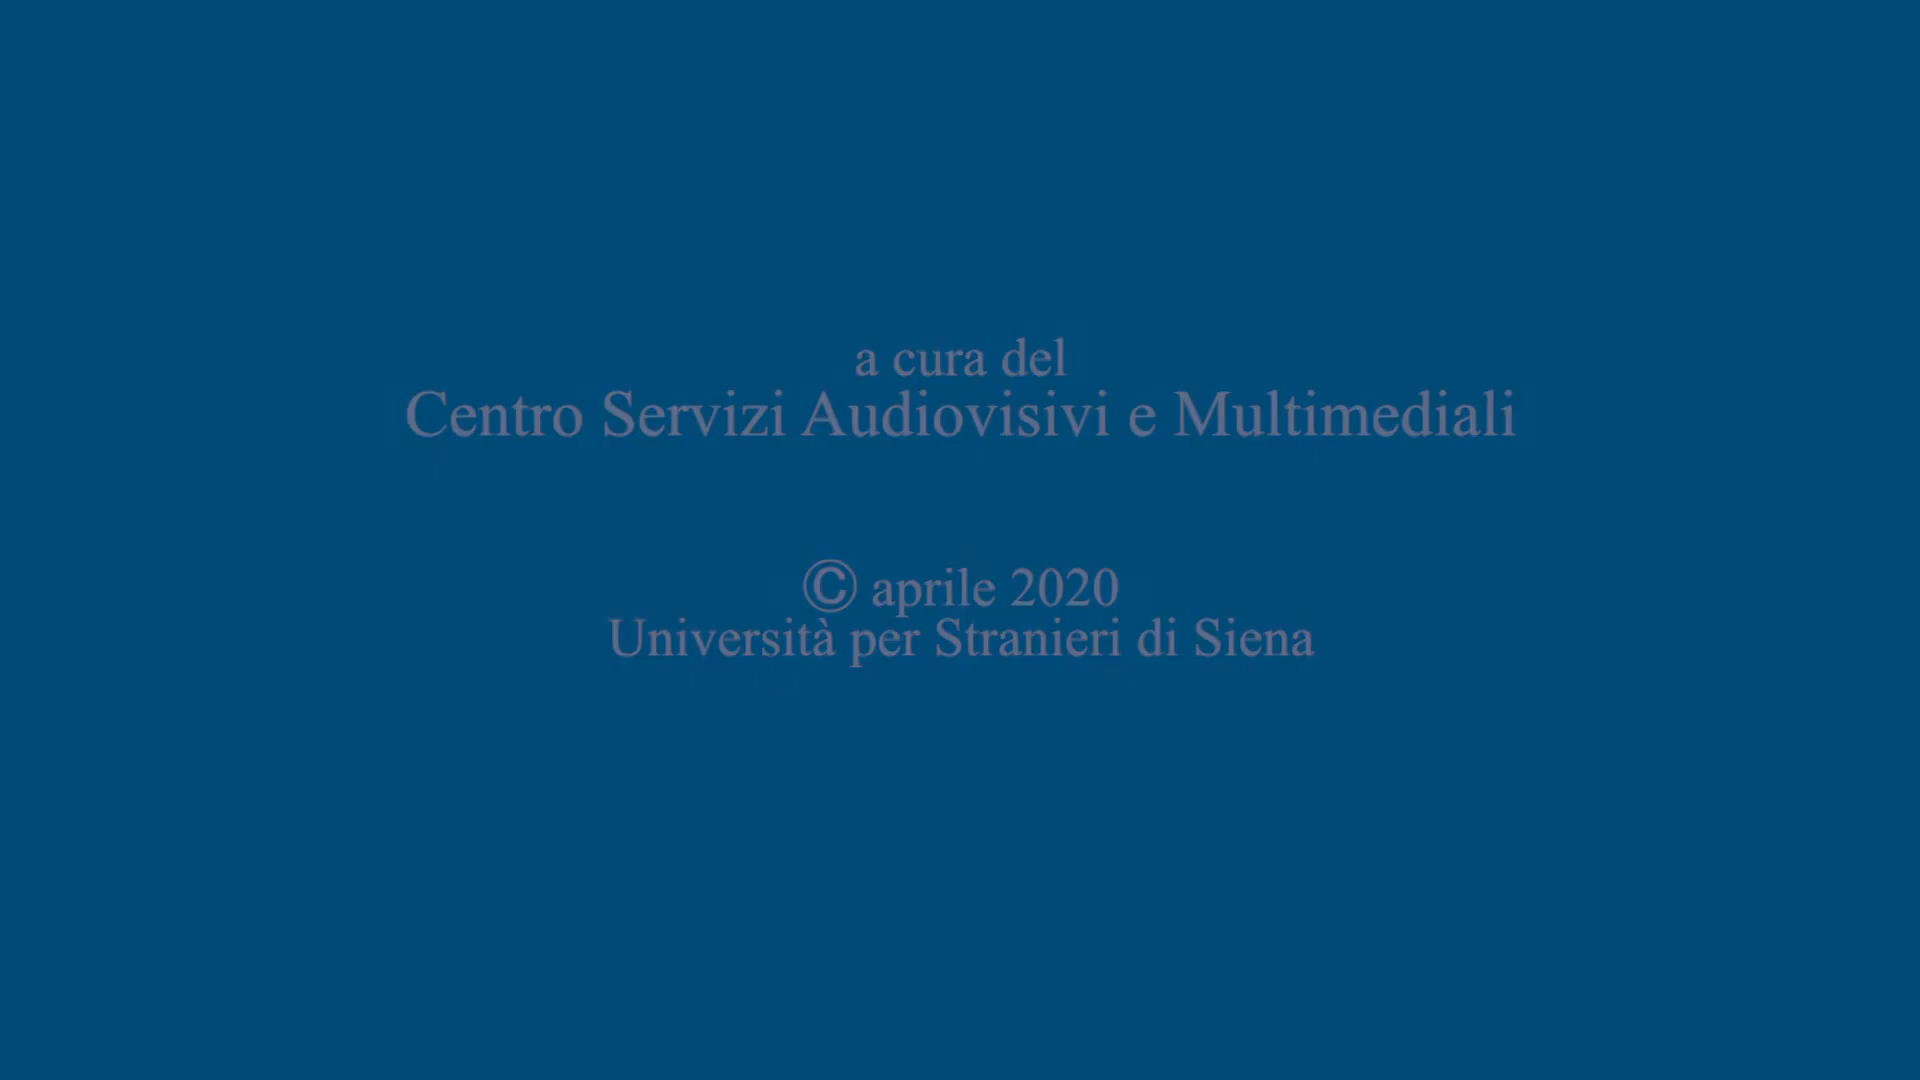 a cura del
Centro Servizi Audiovisivi e Multimediali
© aprile 2020
Università per Stranieri di Siena